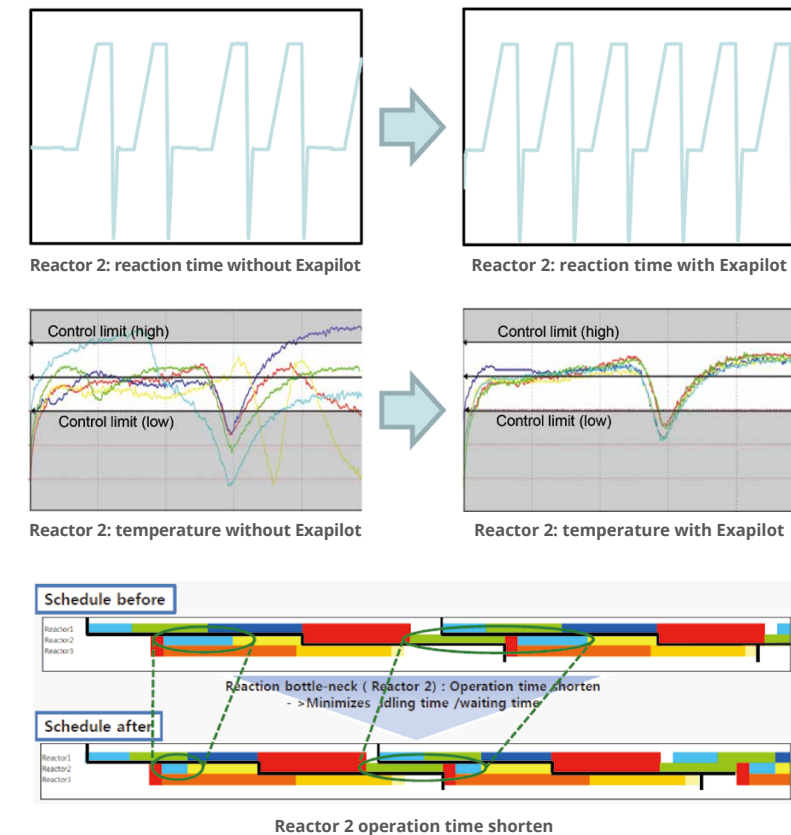 Reactor 2: reaction time without Exapilot
Reactor 2: reaction time with Exapilot
Control limit (high)
Control limit (low)
Control limit (high)
Control limit (low)
Reactor 2: temperature without Exapilot
Reactor 2: temperature with Exapilot
Schedule before
Reactor1
Reactor2
Reactor3
Reaction bottle-neck ( Reactor 2) : Operation time shorten
- >Minimizes Idling time /waiting time
Schedule after
Reactor1
Reactor2
Reactor3
Reactor 2 operation time shorten